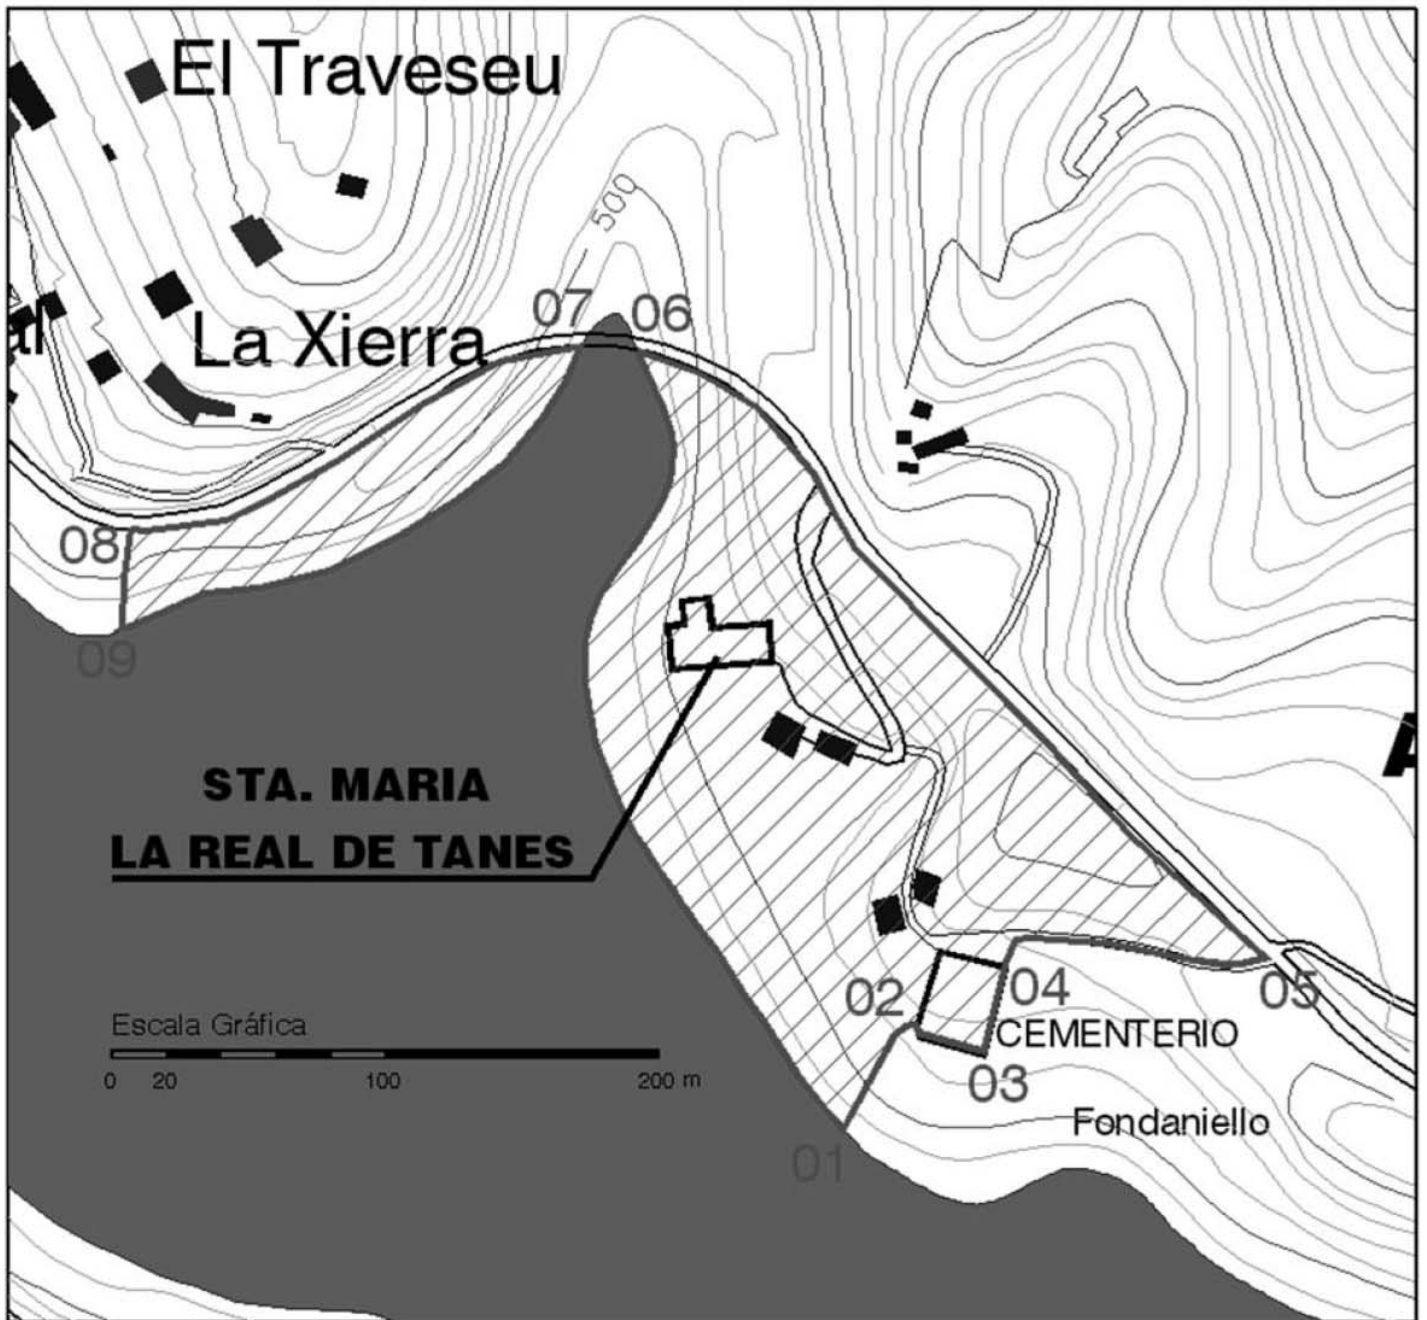 El Traveseu
500
07 06
La Xierra
al
08
09
STA. MARIA
LA REAL DE TANES
02
04
05
CEMENTERIO
Escala Gráfica
0 20 100 200 m
03
Fondaniello
01
A